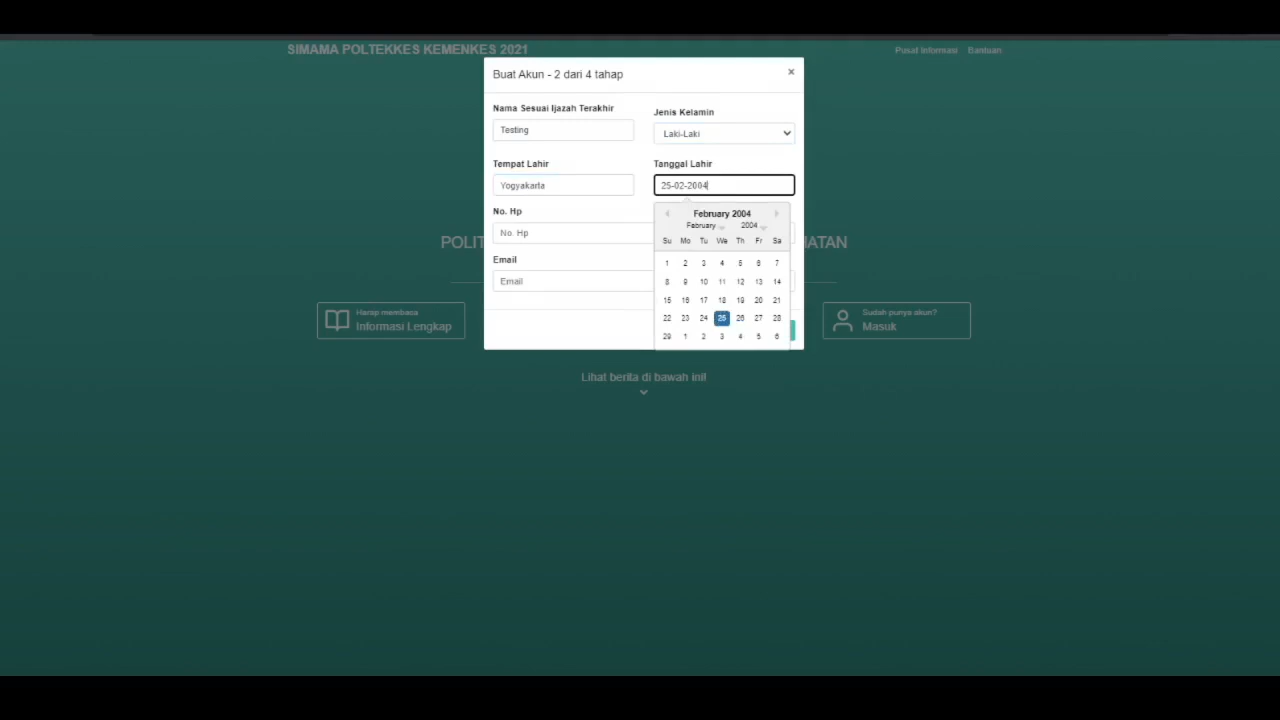 SIMAMA POLTEKKES KEMENKES 2021
Pusat Informasi
Bantuan
Buat Akun - 2 dari 4 tahap
×
Nama Sesuai Ijazah Terakhir
Jenis Kelamin
Testing
Laki-Laki
Tempat Lahir
Tanggal Lahir
Yogyakarta
25-02-2004
No. Hp
No. Hp
Email
Email
February 2004
February 2004
Su Mo Tu We Th Fr Sa
1 2 3 4 5 6 7
8 9 10 11 12 13 14
15 16 17 18 19 20 21
22 23 24 25 26 27 28
29 1 2 3 4 5 6
POLIT
IATAN
Harap membaca
Informasi Lengkap
Sudah punya akun?
Masuk
Lihat berita di bawah ini!